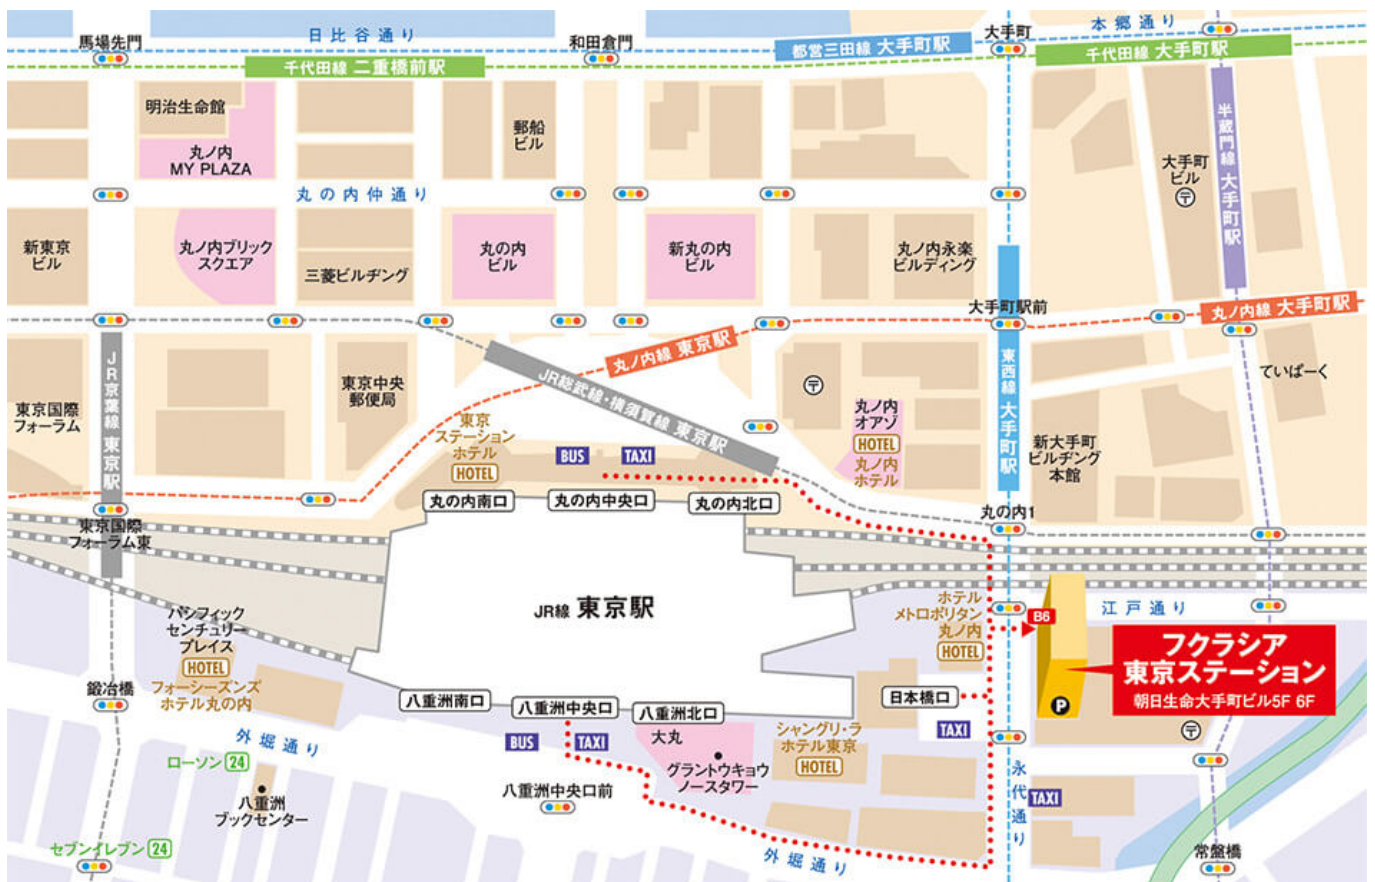 日比谷通り
本郷通り
馬場先門
和田倉門
大手町
都営三田線 大手町駅
千代田線 二重橋前駅
千代田線 大手町駅
明治生命館
丸ノ内
MY PLAZA
郵船
ビル
大手町
ビル
〒
半蔵門線 大手町駅
丸の内仲通り
新東京
ビル
丸ノ内ブリック
スクエア
三菱ビルヂング
丸の内
ビル
新丸の内
ビル
丸ノ内永楽
ビルディング
大手町駅前
丸ノ内線 大手町駅
JR京葉線 東京駅
丸ノ内線 東京駅
JR総武線・横須賀線 東京駅
東西線 大手町駅
ていぱーく
東京国際
フォーラム
東京中央
郵便局
〒
東京
ステーション
ホテル
HOTEL
BUS
TAXI
丸ノ内
オアゾ
HOTEL
丸ノ内
ホテル
新大手町
ビルヂング
本館
丸の内南口
丸の内中央口
丸の内北口
丸の内1
東京国際
フォーラム東
JR線 東京駅
ホテル
メトロポリタン
丸ノ内
HOTEL
B6
江戸通り
フクラシア
東京ステーション
朝日生命大手町ビル5F 6F
P
パシフィック
センチュリー
プレイス
HOTEL
フォーシーズンズ
ホテル丸の内
鍛冶橋
八重洲南口
八重洲中央口
八重洲北口
日本橋口
BUS
TAXI
大丸
グラントウキョウ
ノースタワー
シャングリ・ラ
ホテル東京
HOTEL
TAXI
〒
外堀通り
ローソン 24
八重洲
ブックセンター
八重洲中央口前
永代通り
TAXI
セブンイレブン 24
外堀通り
常盤橋